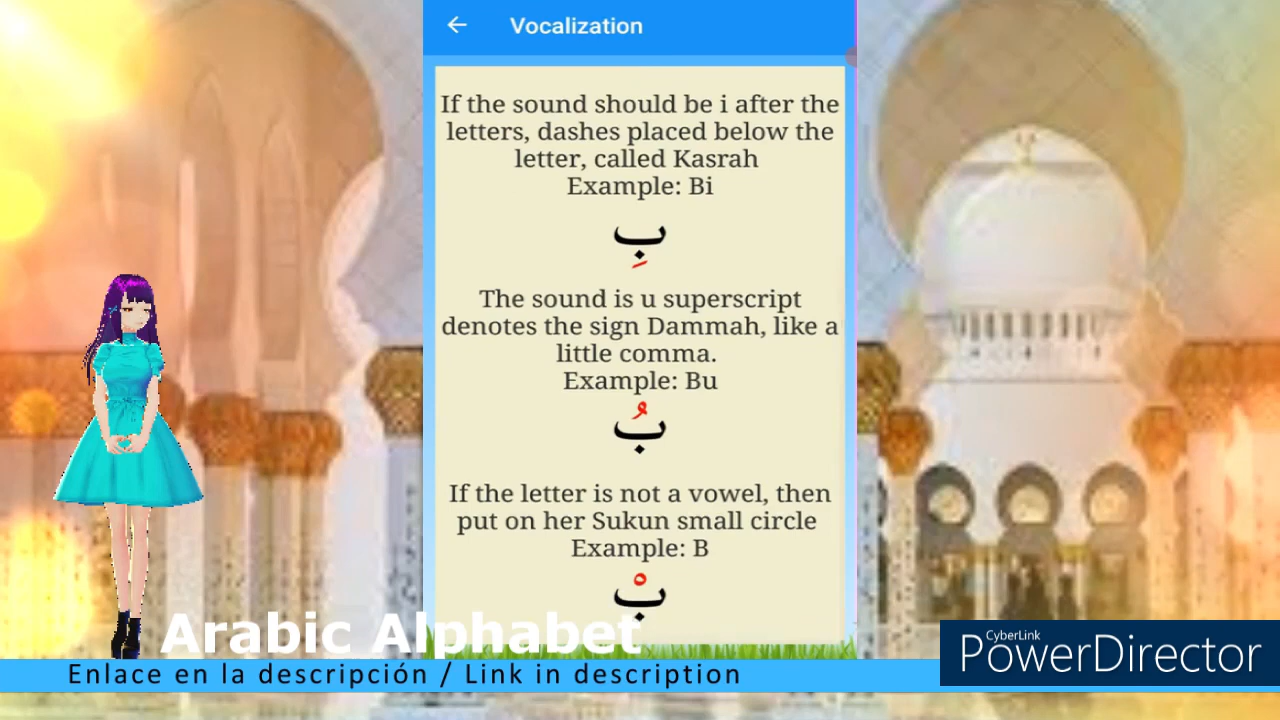 Vocalization
If the sound should be i after the
letters, dashes placed below the
letter, called Kasrah
Example: Bi
بِ
The sound is u superscript
denotes the sign Dammah, like a
little comma.
Example: Bu
بُ
If the letter is not a vowel, then
put on her Sukun small circle
Example: B
بْ
Arabic Alphabet
Enlace en la descripción / Link in description
CyberLink
PowerDirector